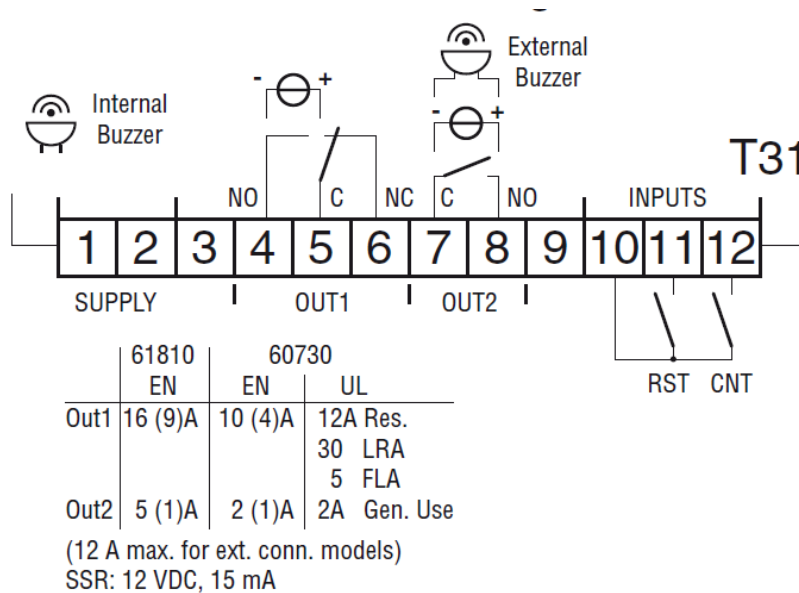 External
Buzzer
Internal
Buzzer
- +
- +
T31
NO C NC C NO INPUTS
1 2 3 4 5 6 7 8 9 10 11 12
SUPPLY OUT1 OUT2
RST CNT
61810 60730
EN EN UL
Out1 16 (9)A 10 (4)A 12A Res.
30 LRA
5 FLA
Out2 5 (1)A 2 (1)A 2A Gen. Use
(12 A max. for ext. conn. models)
SSR: 12 VDC, 15 mA